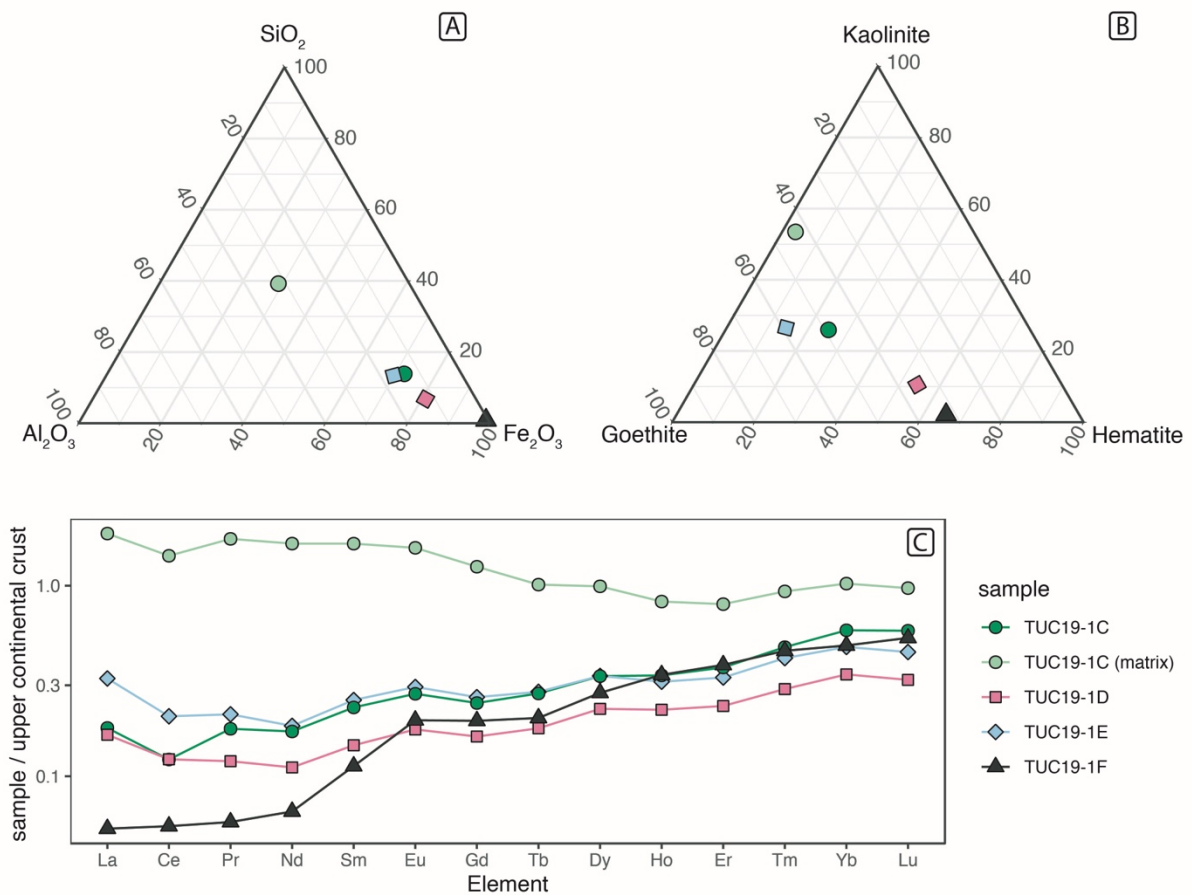 A
SiO₂
100
20
80
40
60
60
40
80
20
100
Al₂O₃
20
40
60
80
100
Fe₂O₃
B
Kaolinite
100
20
80
40
60
60
40
80
20
100
Goethite
20
40
60
80
100
Hematite
C
sample / upper continental crust
1.0
0.3
0.1
La Ce Pr Nd Sm Eu Gd Tb Dy Ho Er Tm Yb Lu
Element
sample
TUC19-1C
TUC19-1C (matrix)
TUC19-1D
TUC19-1E
TUC19-1F